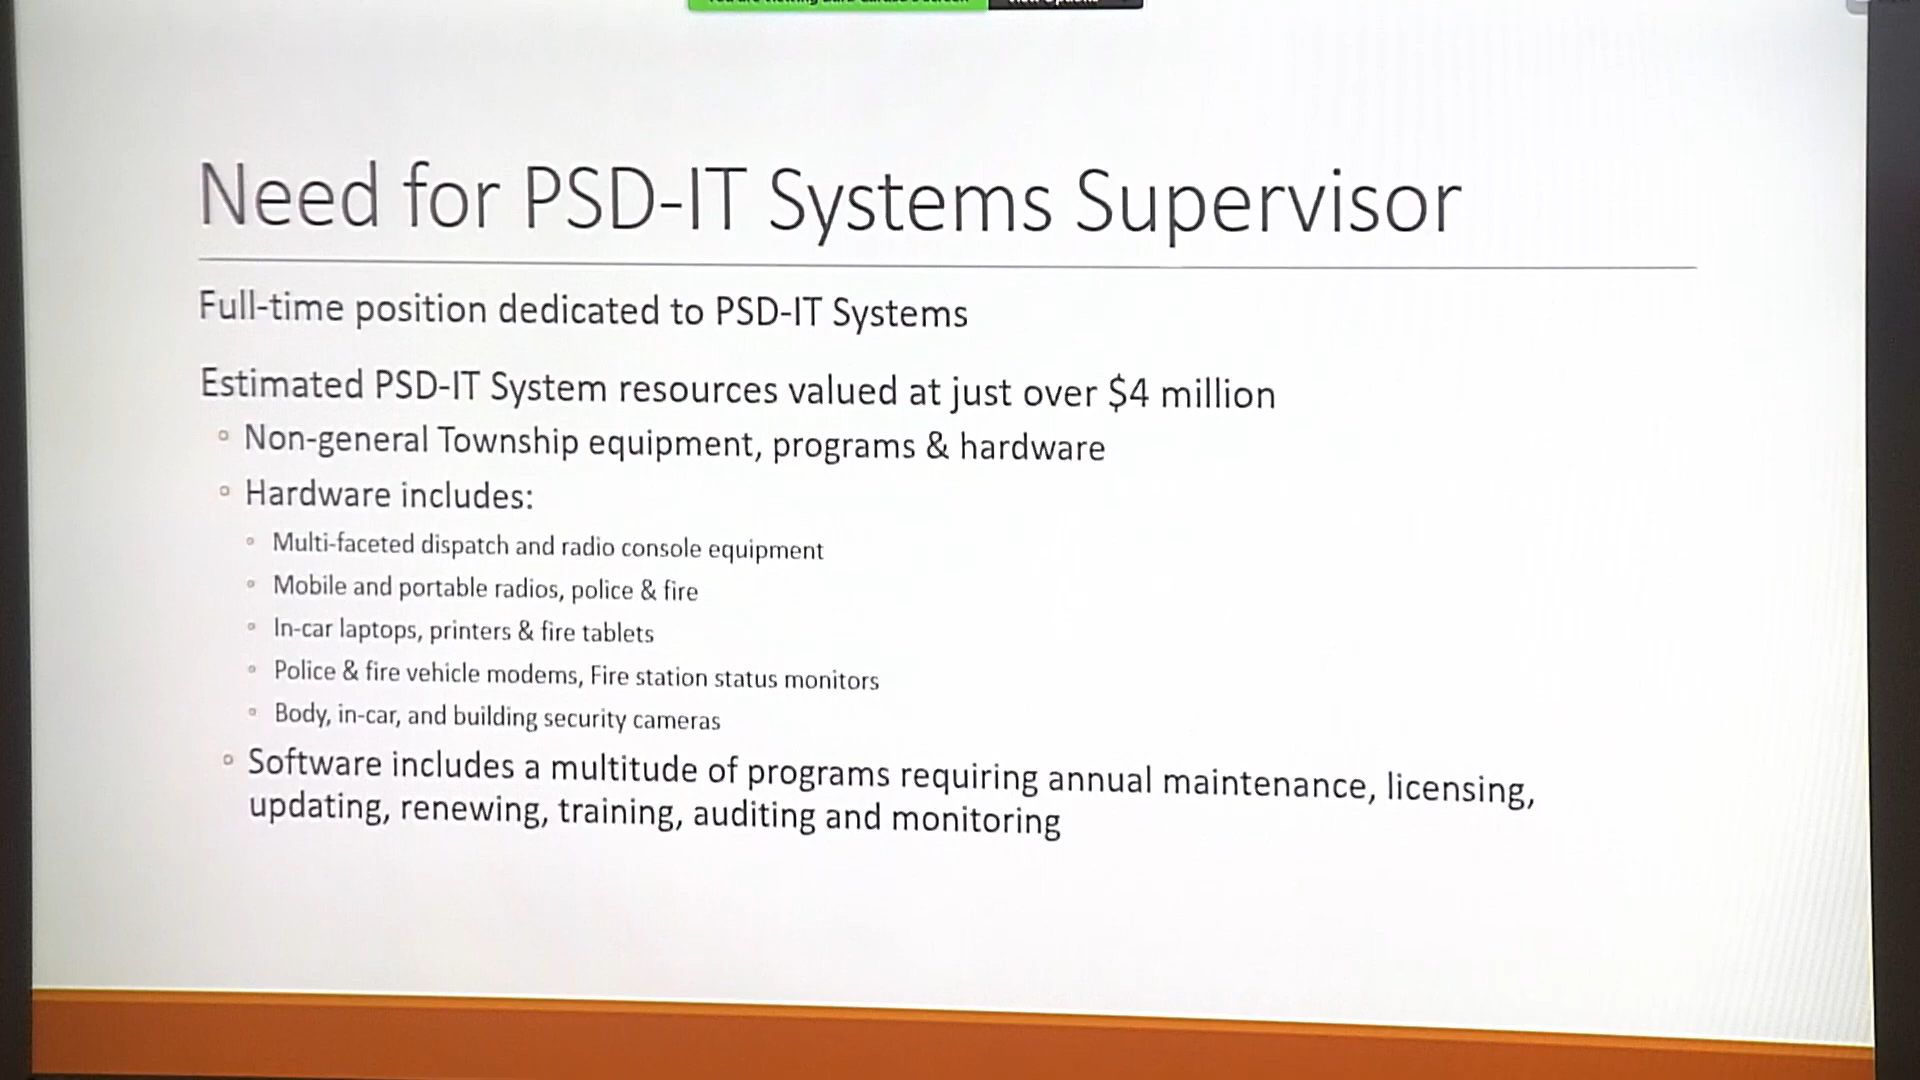 Need for PSD-IT Systems Supervisor
Full-time position dedicated to PSD-IT Systems
Estimated PSD-IT System resources valued at just over $4 million
Non-general Township equipment, programs & hardware
Hardware includes:
Multi-faceted dispatch and radio console equipment
Mobile and portable radios, police & fire
In-car laptops, printers & fire tablets
Police & fire vehicle modems, Fire station status monitors
Body, in-car, and building security cameras
Software includes a multitude of programs requiring annual maintenance, licensing,
updating, renewing, training, auditing and monitoring